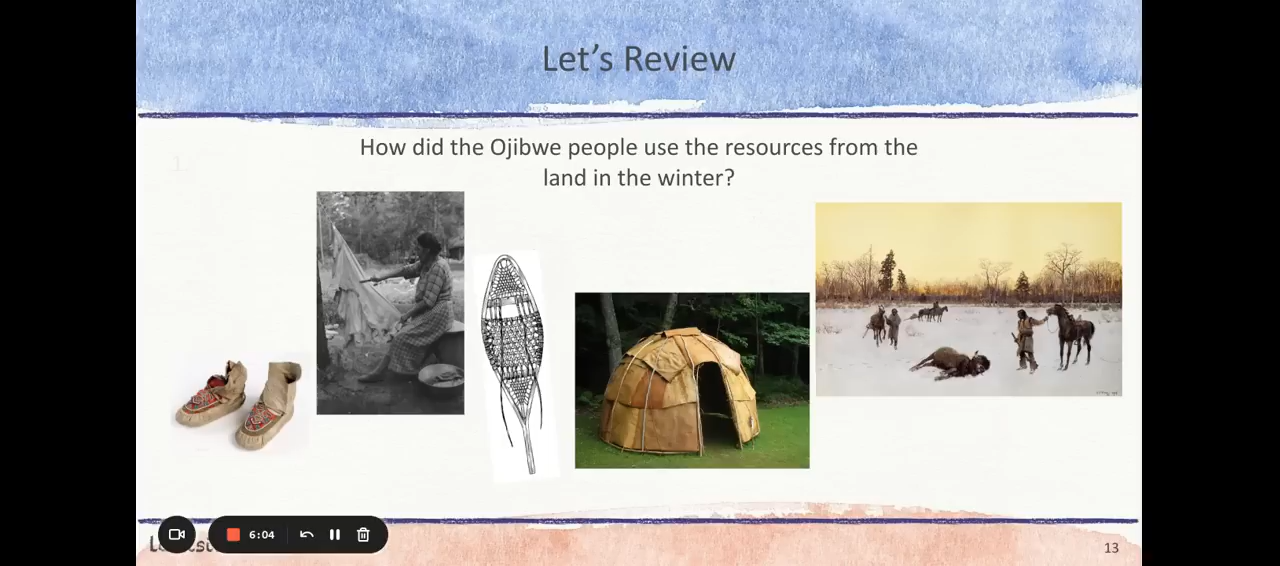 Let's Review
How did the Ojibwe people use the resources from the
land in the winter?
6:04
13